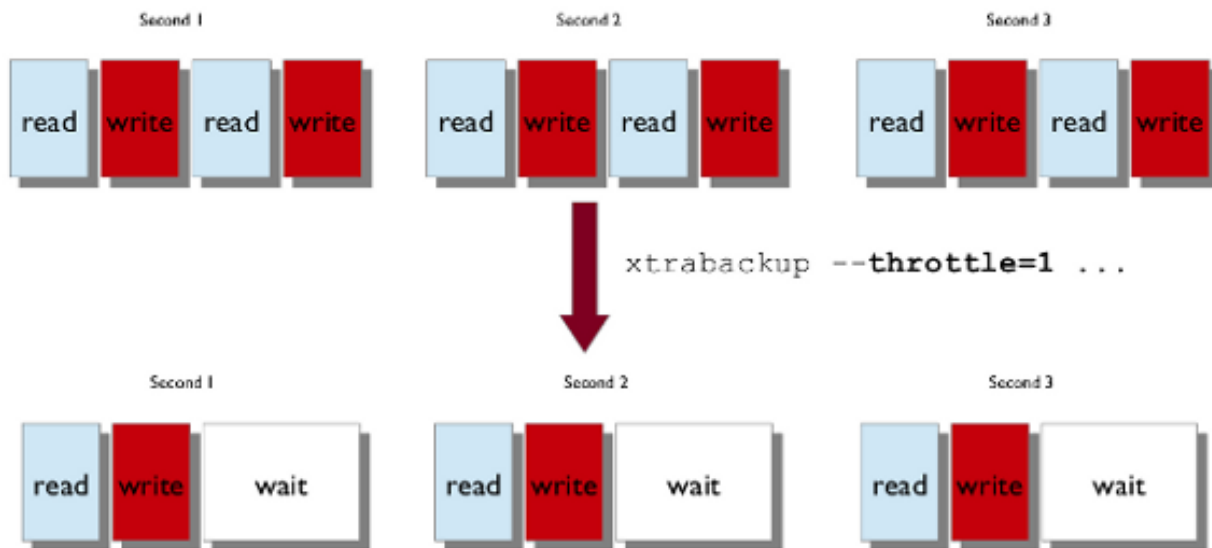 Second 1 Second 2 Second 3
read write read write read write read write read write read write
xtrabackup --throttle=1 ...
Second 1 Second 2 Second 3
read write wait read write wait read write wait